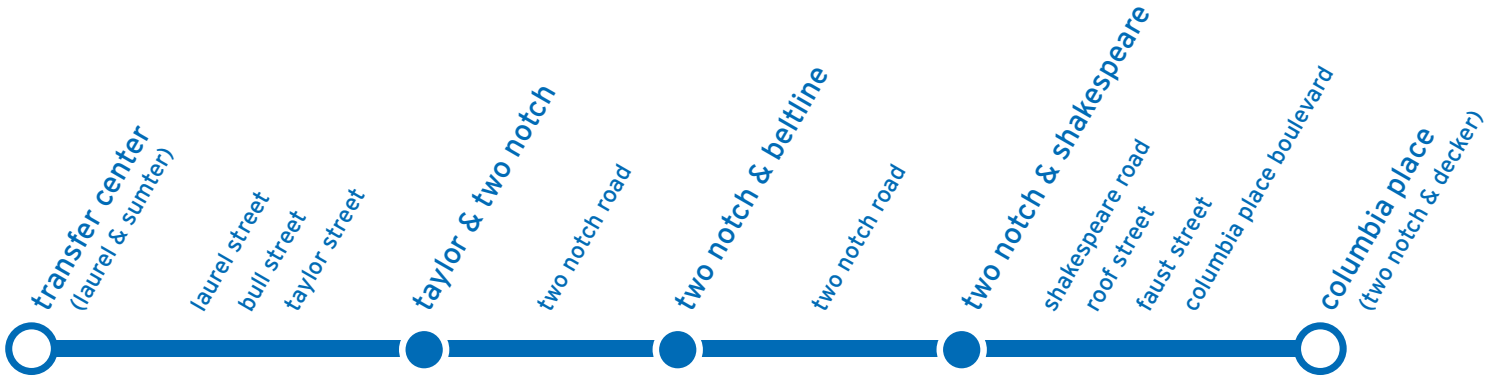 transfer center
(laurel & sumter)
laurel street
bull street
taylor street
taylor & two notch
two notch road
two notch & beltline
two notch road
two notch & shakespeare
shakespeare road
roof street
faust street
columbia place boulevard
columbia place
(two notch & decker)